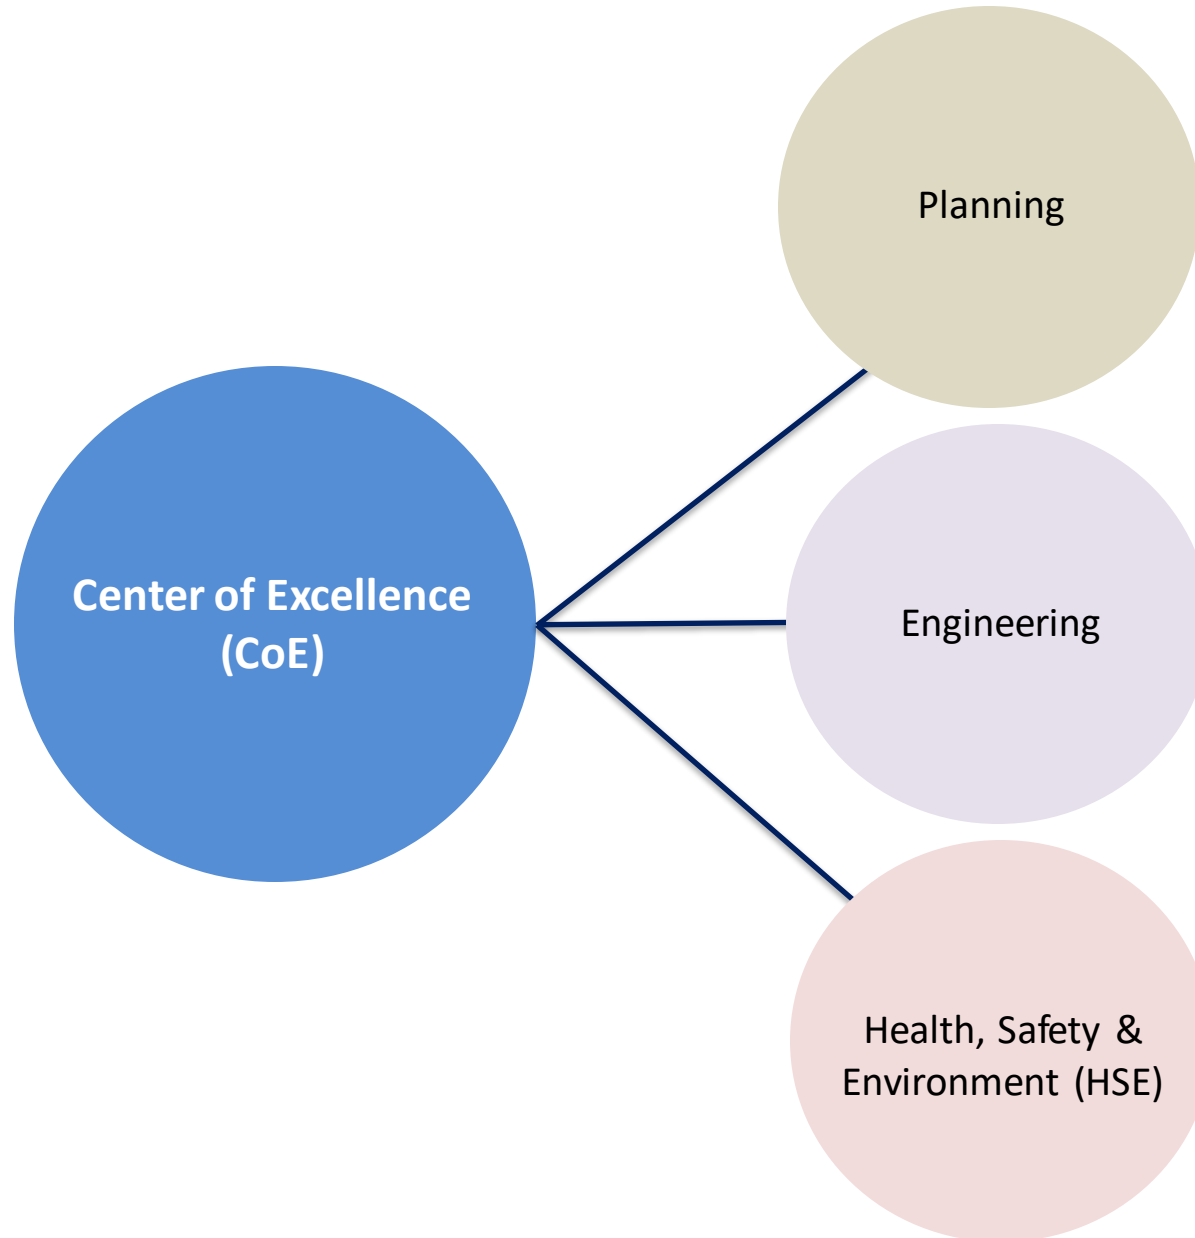 Planning
Center of Excellence
(CoE)
Engineering
Health, Safety &
Environment (HSE)